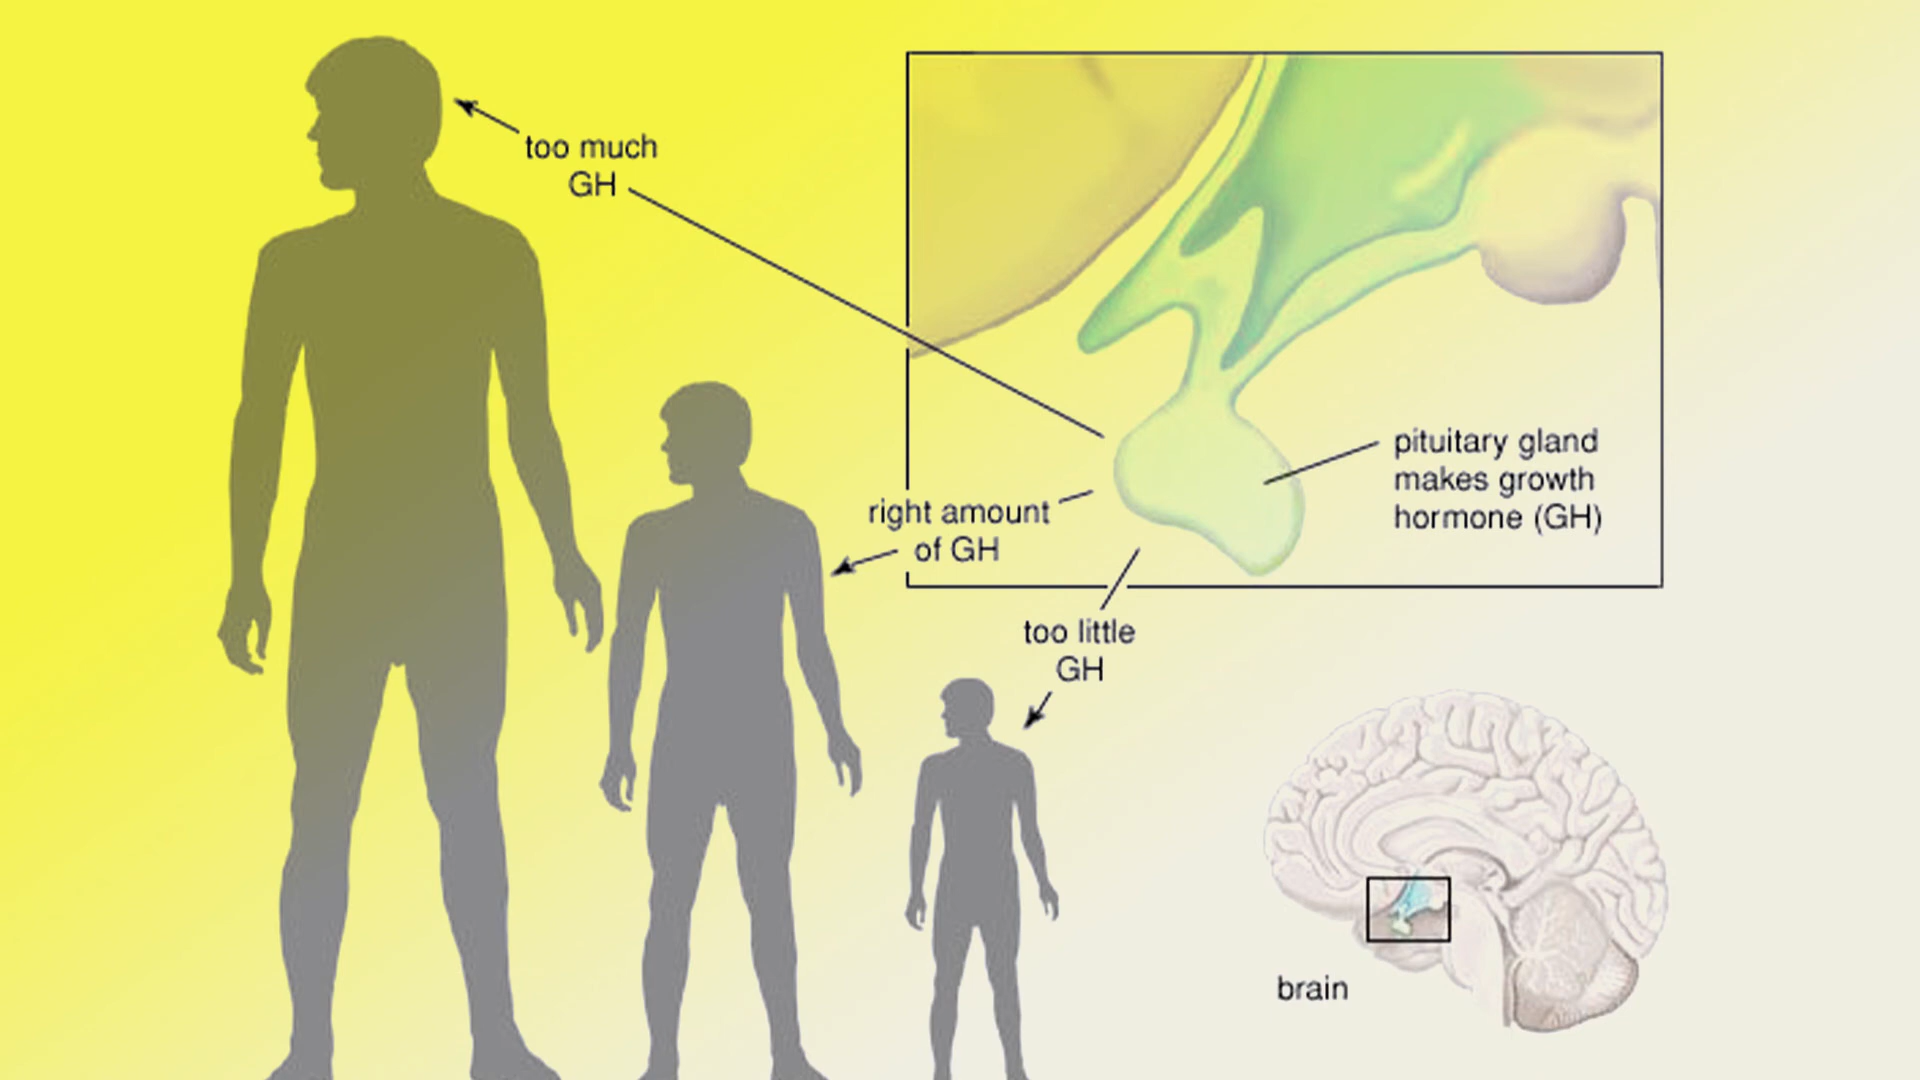 too much
GH
right amount
of GH
too little
GH
pituitary gland
makes growth
hormone (GH)
brain